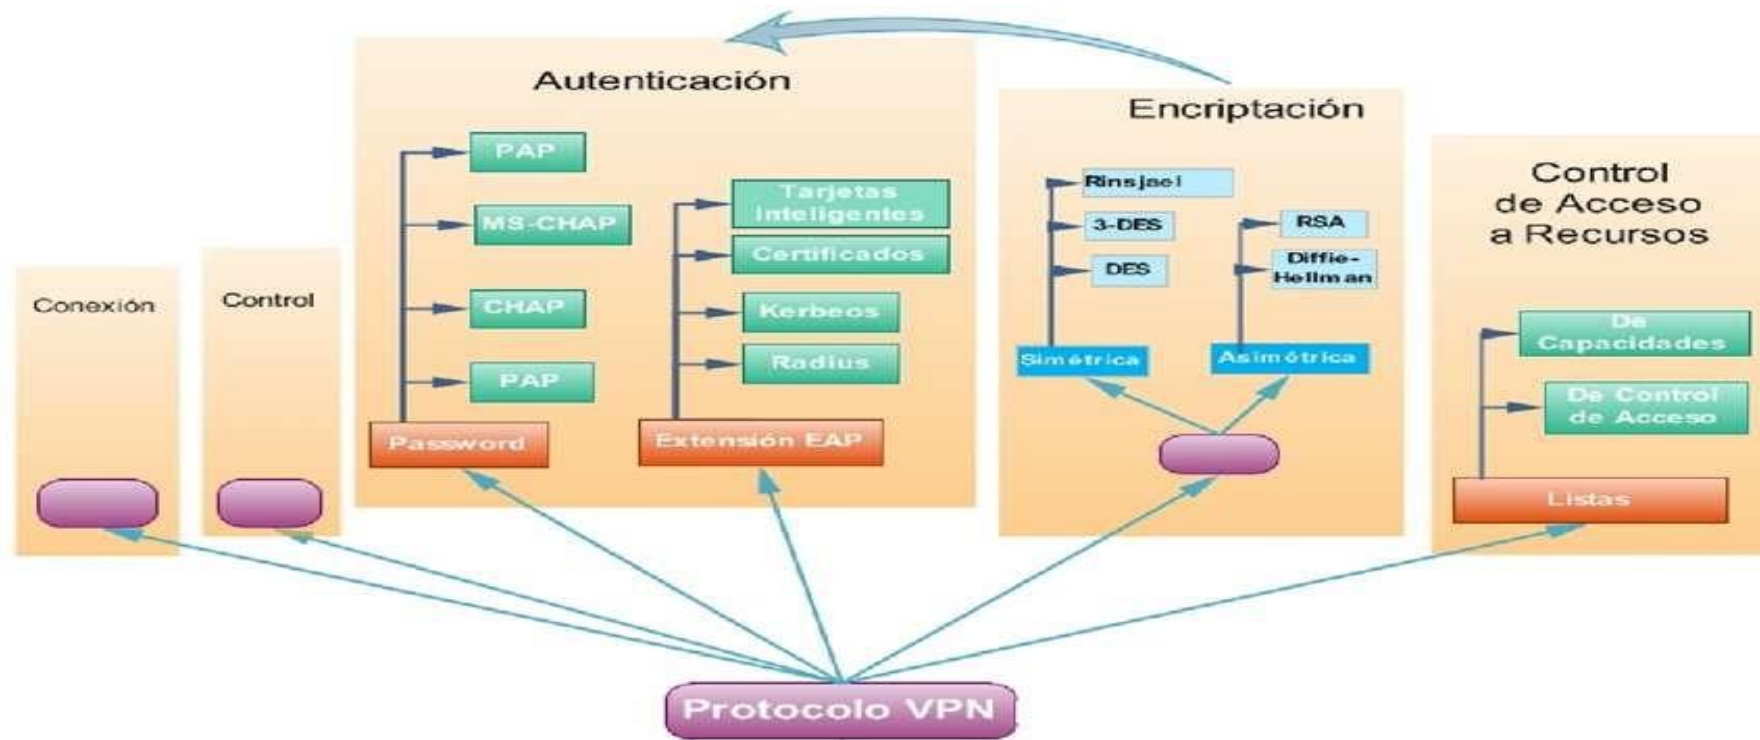 Conexión
Control
Autenticación
PAP
MS-CHAP
CHAP
PAP
Password
Tarjetas
Inteligentes
Certificados
Kerbeos
Radius
Extensión EAP
Encriptación
Rinsjael
3-DES
DES
Simétrica
RSA
Diffie-
Hellman
Asimétrica
Control
de Acceso
a Recursos
De
Capacidades
De Control
de Acceso
Listas
Protocolo VPN